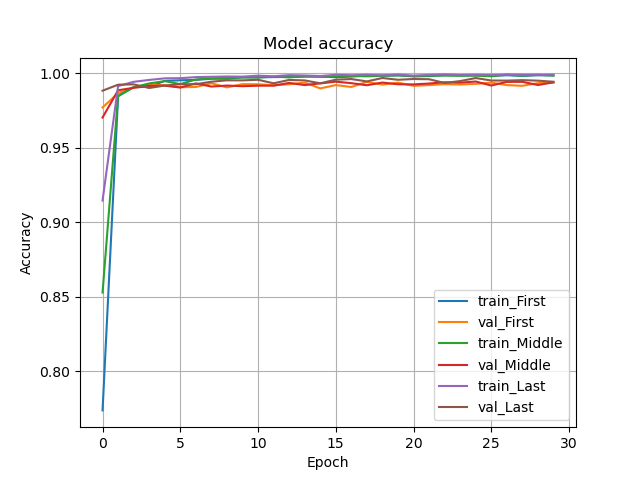 Model accuracy
Accuracy
1.00
0.95
0.90
0.85
0.80
train_First
val_First
train_Middle
val_Middle
train_Last
val_Last
0 5 10 15 20 25 30
Epoch